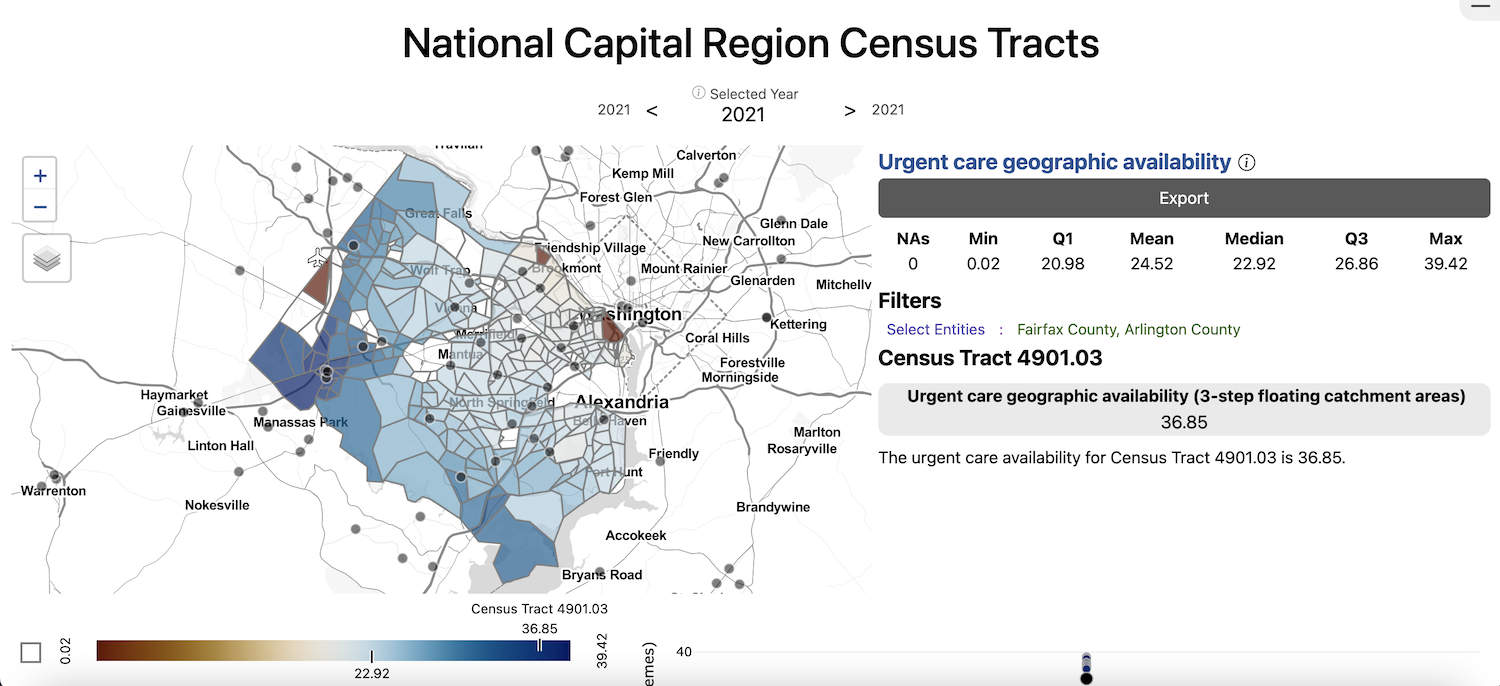 National Capital Region Census Tracts
Selected Year
2021 < 2021 > 2021
+
−
Calverton
Kemp Mill
Forest Glen
Great Falls
Glenn Dale
New Carrollton
Friendship Village
Wolf Trap
Brookmont
Mount Rainier
Glenarden
Mitchellv
Vienna
Washington
Kettering
Merrifield
Coral Hills
Mantua
Forestville
Morningside
Haymarket
Gainesville
North Springfield
Alexandria
Manassas Park
Belle Haven
Marlton
Linton Hall
Rosaryville
Friendly
Fort Hunt
Warrenton
Nokesville
Brandywine
Accokeek
Bryans Road
Urgent care geographic availability
Export
NAs Min Q1 Mean Median Q3 Max
0 0.02 20.98 24.52 22.92 26.86 39.42
Filters
Select Entities : Fairfax County, Arlington County
Census Tract 4901.03
Urgent care geographic availability (3-step floating catchment areas)
36.85
The urgent care availability for Census Tract 4901.03 is 36.85.
Census Tract 4901.03
36.85
0.02
39.42
22.92
emes)
40